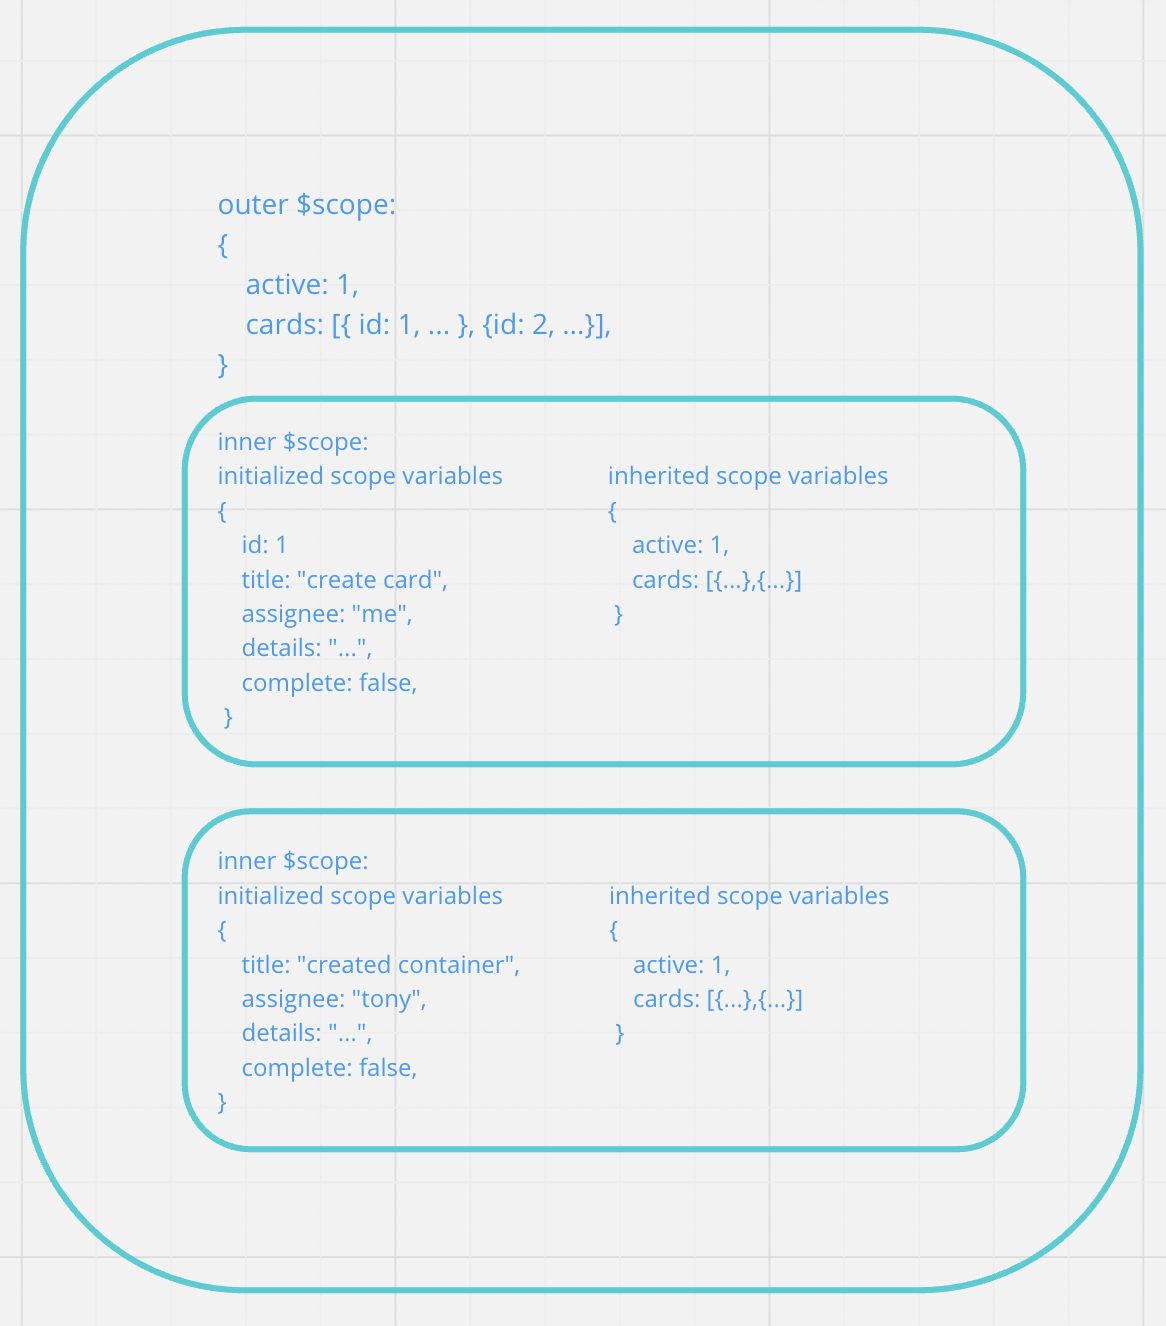 outer $scope:
{
active: 1,
cards: [{ id: 1, ... }, {id: 2, ...}],
}
inner $scope:
initialized scope variables
{
id: 1
title: "create card",
assignee: "me",
details: "...",
complete: false,
}
inherited scope variables
{
active: 1,
cards: [{...},{...}]
}
inner $scope:
initialized scope variables
{
title: "created container",
assignee: "tony",
details: "...",
complete: false,
}
inherited scope variables
{
active: 1,
cards: [{...},{...}]
}